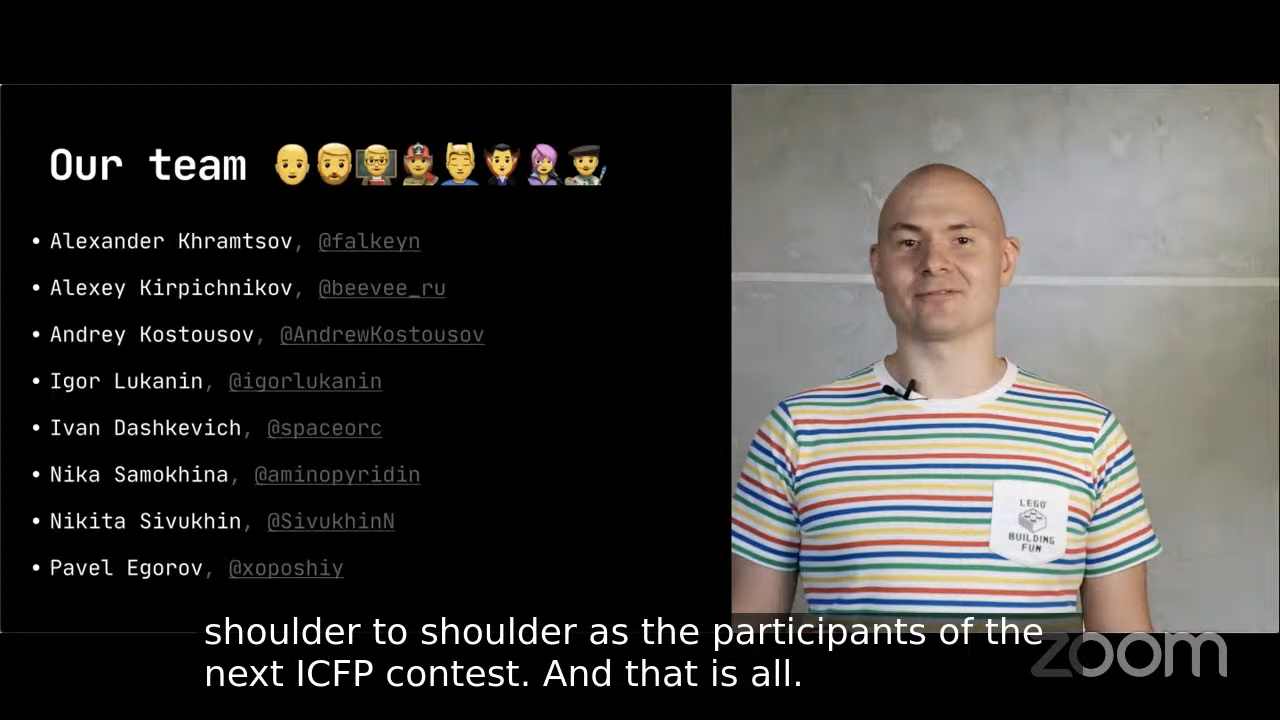 Our team
• Alexander Khramtsov, @falkeyn
• Alexey Kirpichnikov, @beevee_ru
• Andrey Kostousov, @AndrewKostousov
• Igor Lukanin, @igorlukanin
• Ivan Dashkevich, @spaceorc
• Nika Samokhina, @aminopyridin
• Nikita Sivukhin, @SivukhinN
• Pavel Egorov, @xoposhiy
LEGO
BUILDING
FUN
shoulder to shoulder as the participants of the
next ICFP contest. And that is all.
zoom